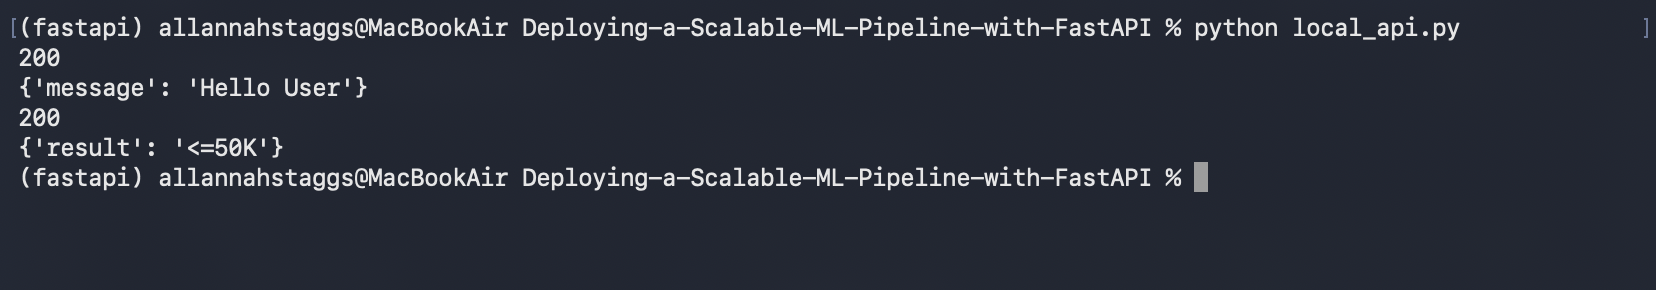 [(fastapi) allannahstaggs@MacBookAir Deploying-a-Scalable-ML-Pipeline-with-FastAPI % python local_api.py ]
200
{'message': 'Hello User'}
200
{'result': '<=50K'}
(fastapi) allannahstaggs@MacBookAir Deploying-a-Scalable-ML-Pipeline-with-FastAPI %